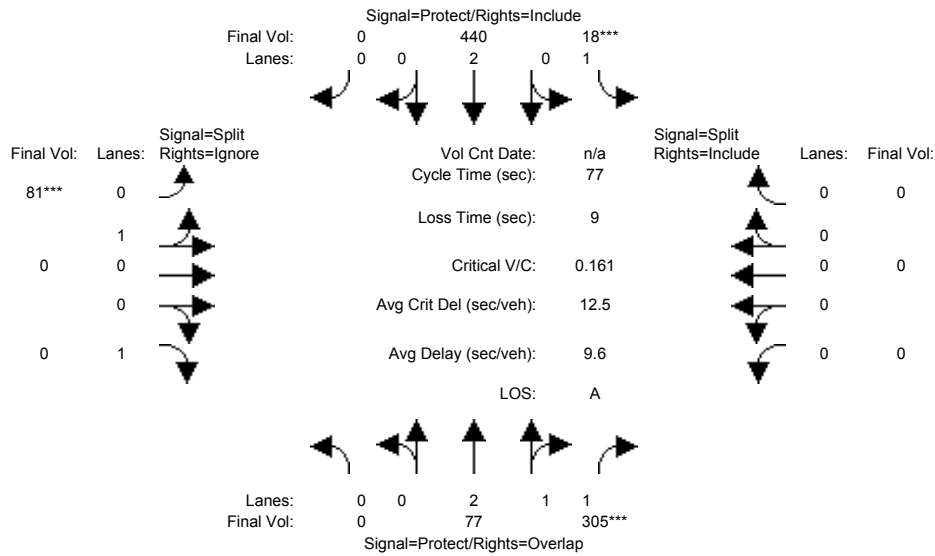 Signal=Protect/Rights=Include
Final Vol: 0 440 18***
Lanes: 0 0 2 0 1
Signal=Split
Final Vol: Lanes: Rights=Ignore
Vol Cnt Date: n/a
Signal=Split
Rights=Include Lanes: Final Vol:
Cycle Time (sec): 77
81*** 0
0 0
Loss Time (sec): 9
1
0
0 0
Critical V/C: 0.161
0 0
0
Avg Crit Del (sec/veh): 12.5
0
0 1
Avg Delay (sec/veh): 9.6
0 0
LOS: A
Lanes: 0 0 2 1 1
Final Vol: 0 77 305***
Signal=Protect/Rights=Overlap